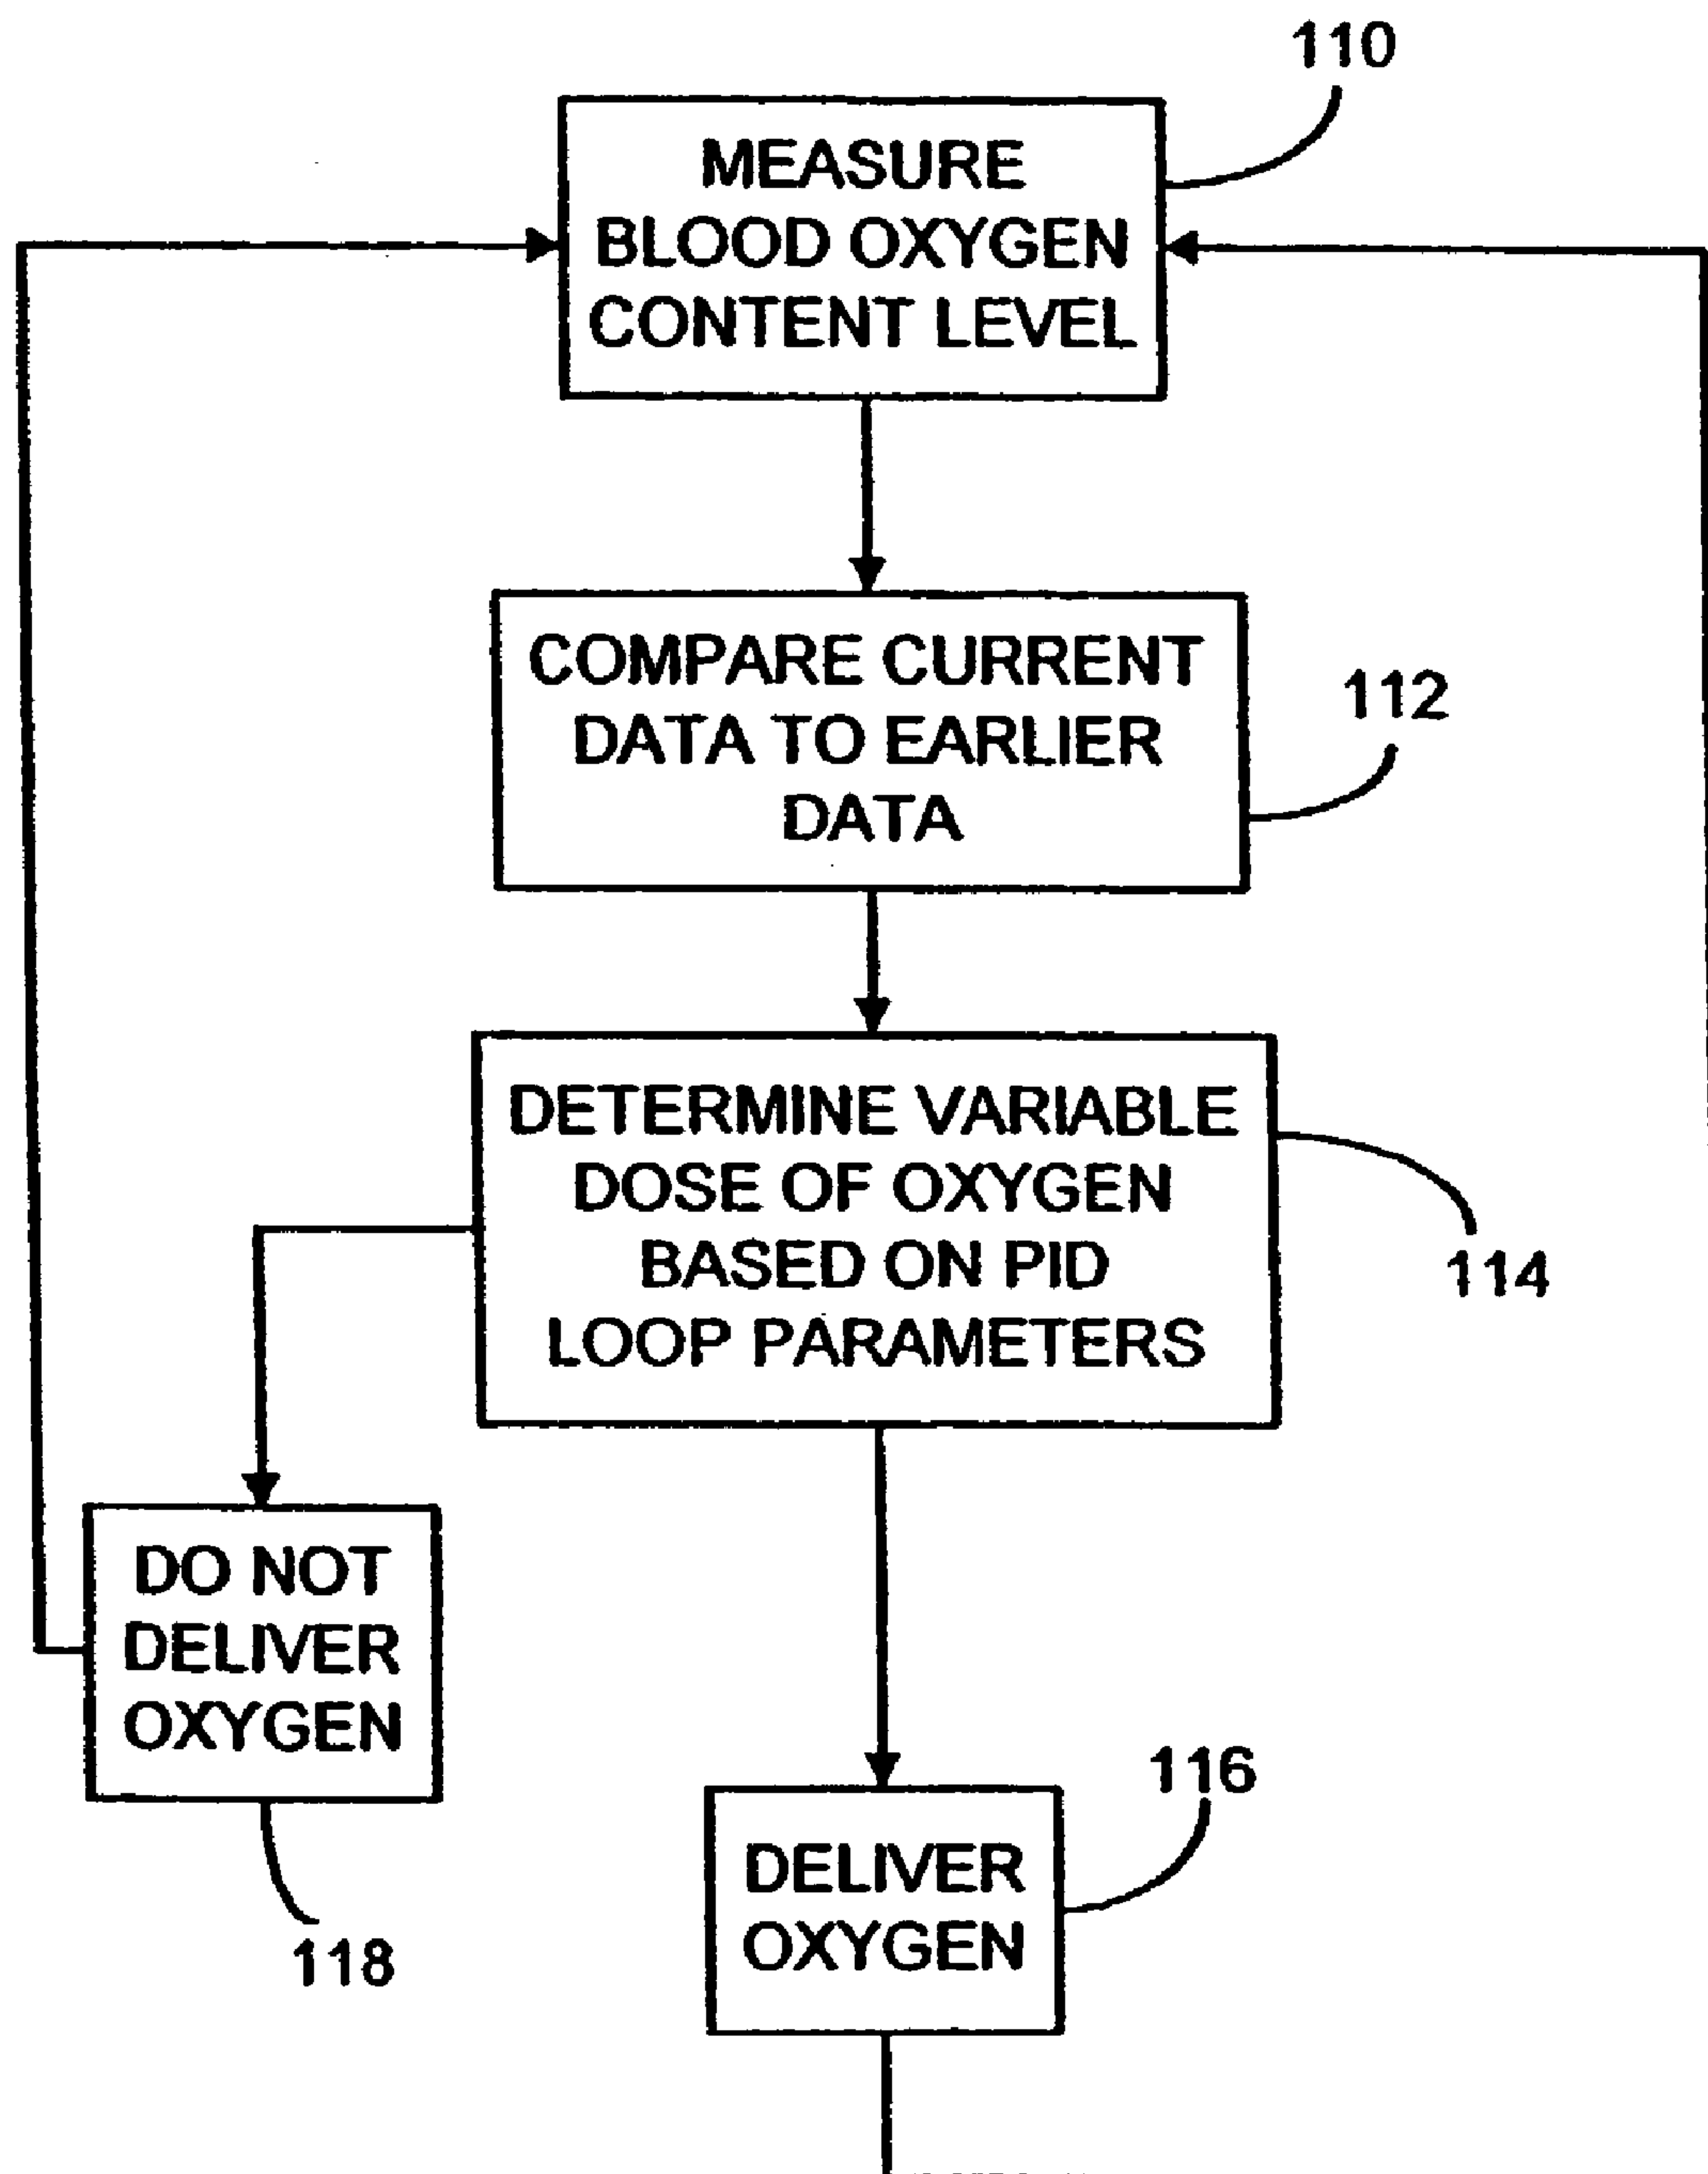 110
MEASURE
BLOOD OXYGEN
CONTENT LEVEL
COMPARE CURRENT
DATA TO EARLIER
DATA
112
DETERMINE VARIABLE
DOSE OF OXYGEN
BASED ON PID
LOOP PARAMETERS
114
DO NOT
DELIVER
OXYGEN
118
116
DELIVER
OXYGEN